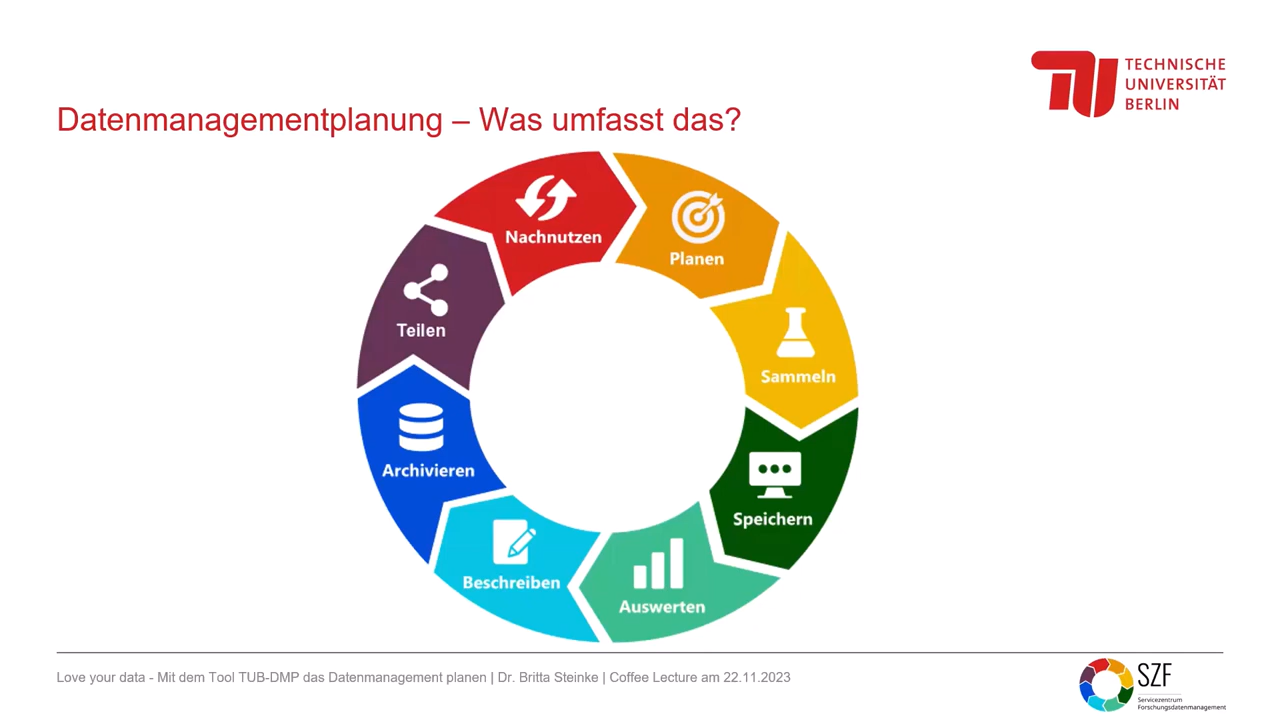 TECHNISCHE
UNIVERSITÄT
BERLIN
Datenmanagementplanung – Was umfasst das?
Nachnutzen
Planen
Sammeln
Speichern
Auswerten
Beschreiben
Archivieren
Teilen
Love your data - Mit dem Tool TUB-DMP das Datenmanagement planen | Dr. Britta Steinke | Coffee Lecture am 22.11.2023
SZF
Servicezentrum
Forschungsdatenmanagement